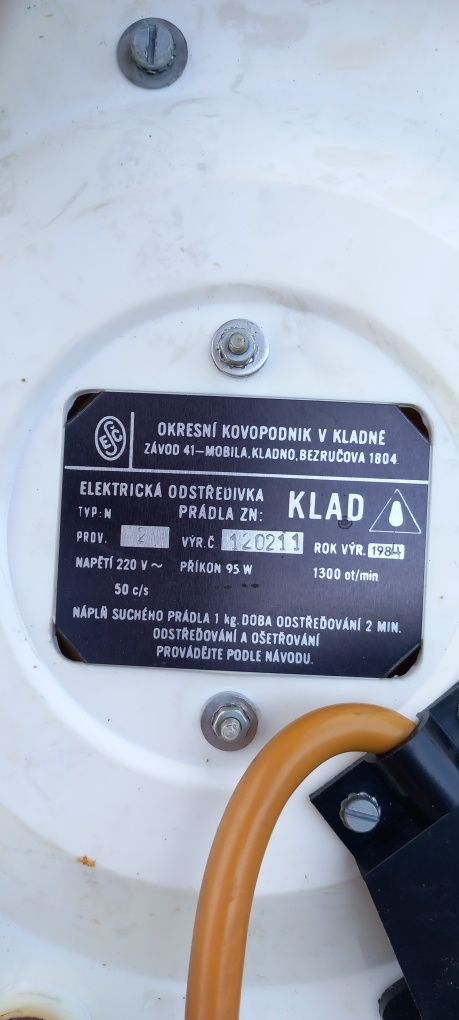 ESČ
OKRESNÍ KOVOPODNIK V KLADNĚ
ZÁVOD 41—MOBILA, KLADNO, BEZRUČOVA 1804
ELEKTRICKÁ ODSTŘEDIVKA
PRÁDLA ZN: KLAD
TYP: N
PROV. 2 VÝR. Č 120211 ROK VÝR. 1984
NAPĚTÍ 220 V ~ PŘÍKON 95 W 1300 ot/min
50 c/s
NÁPLŇ SUCHÉHO PRÁDLA 1 kg. DOBA ODSTŘEĎOVÁNÍ 2 MIN.
ODSTŘEĎOVÁNÍ A OŠETŘOVÁNÍ
PROVÁDĚJTE PODLE NÁVODU.